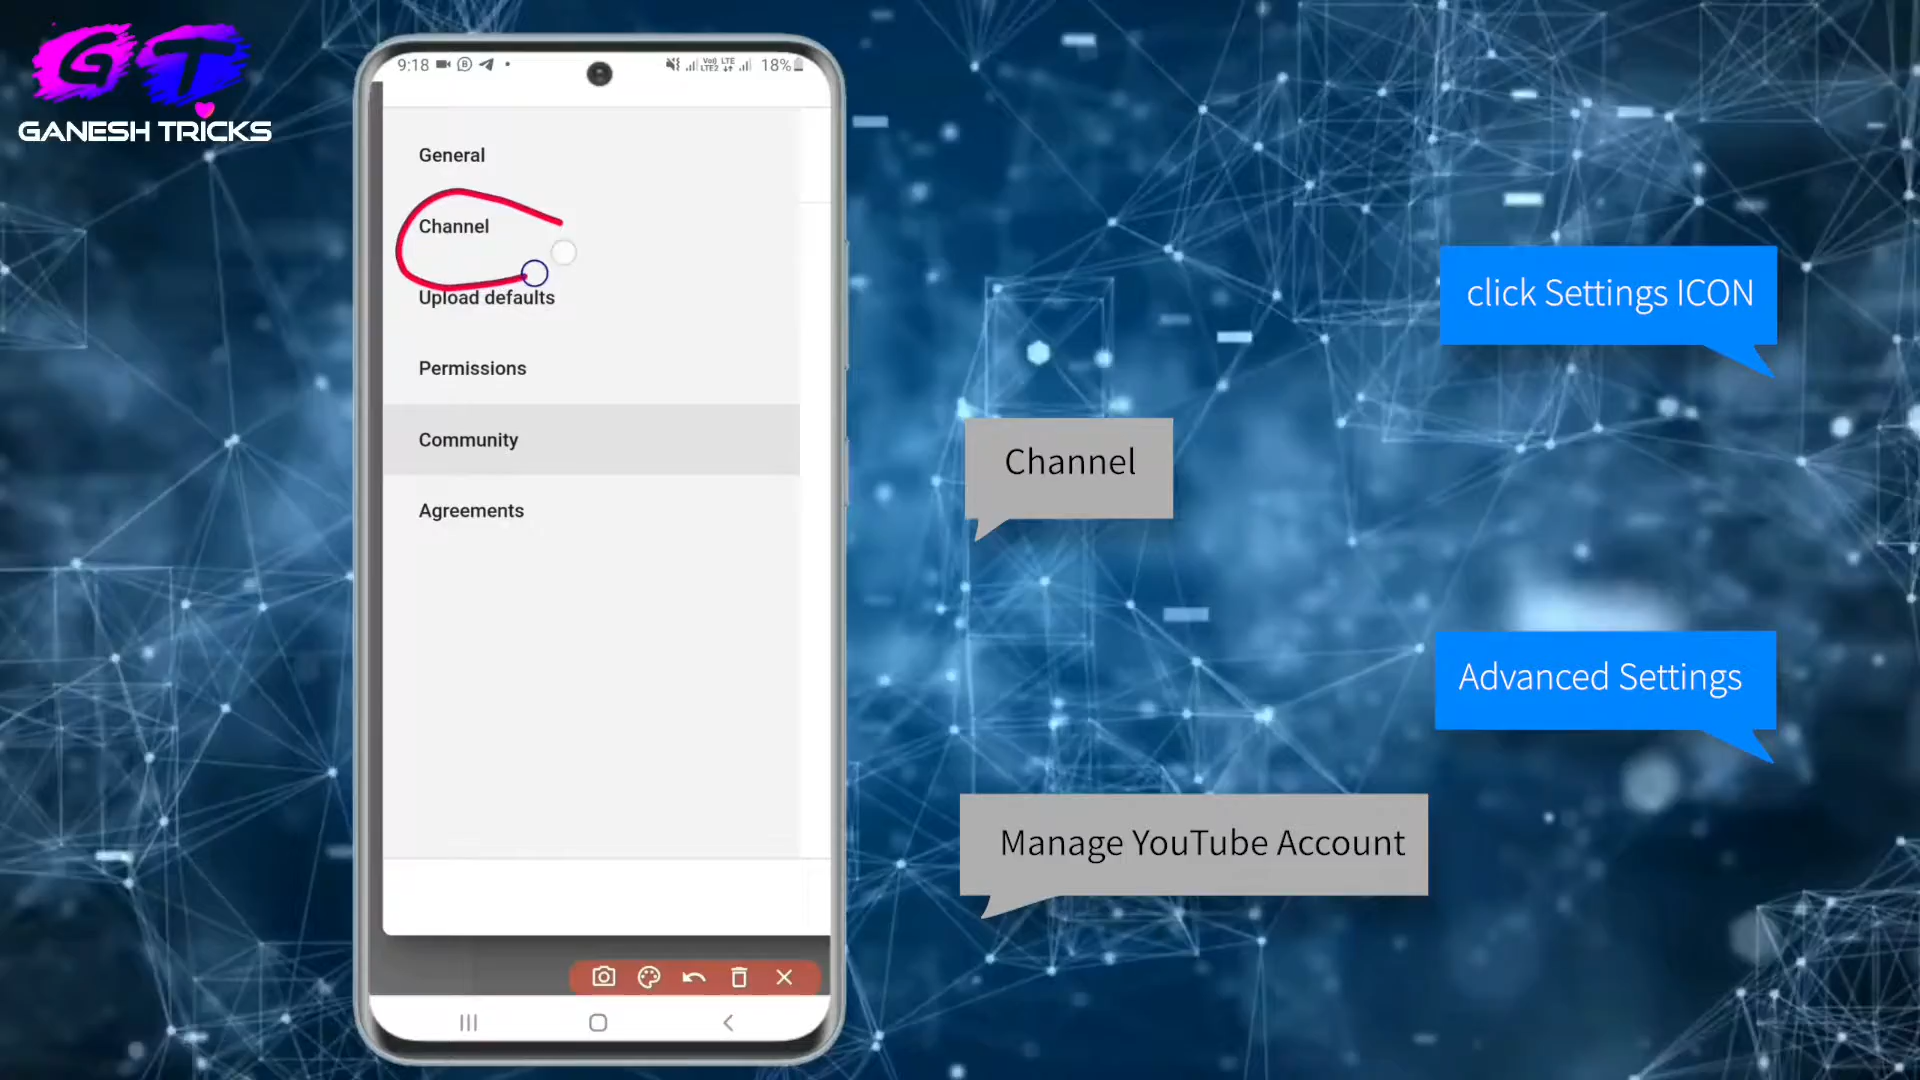 GT
GANESH TRICKS
9:18
18%
General
Channel
Upload defaults
Permissions
Community
Agreements
click Settings ICON
Channel
Advanced Settings
Manage YouTube Account